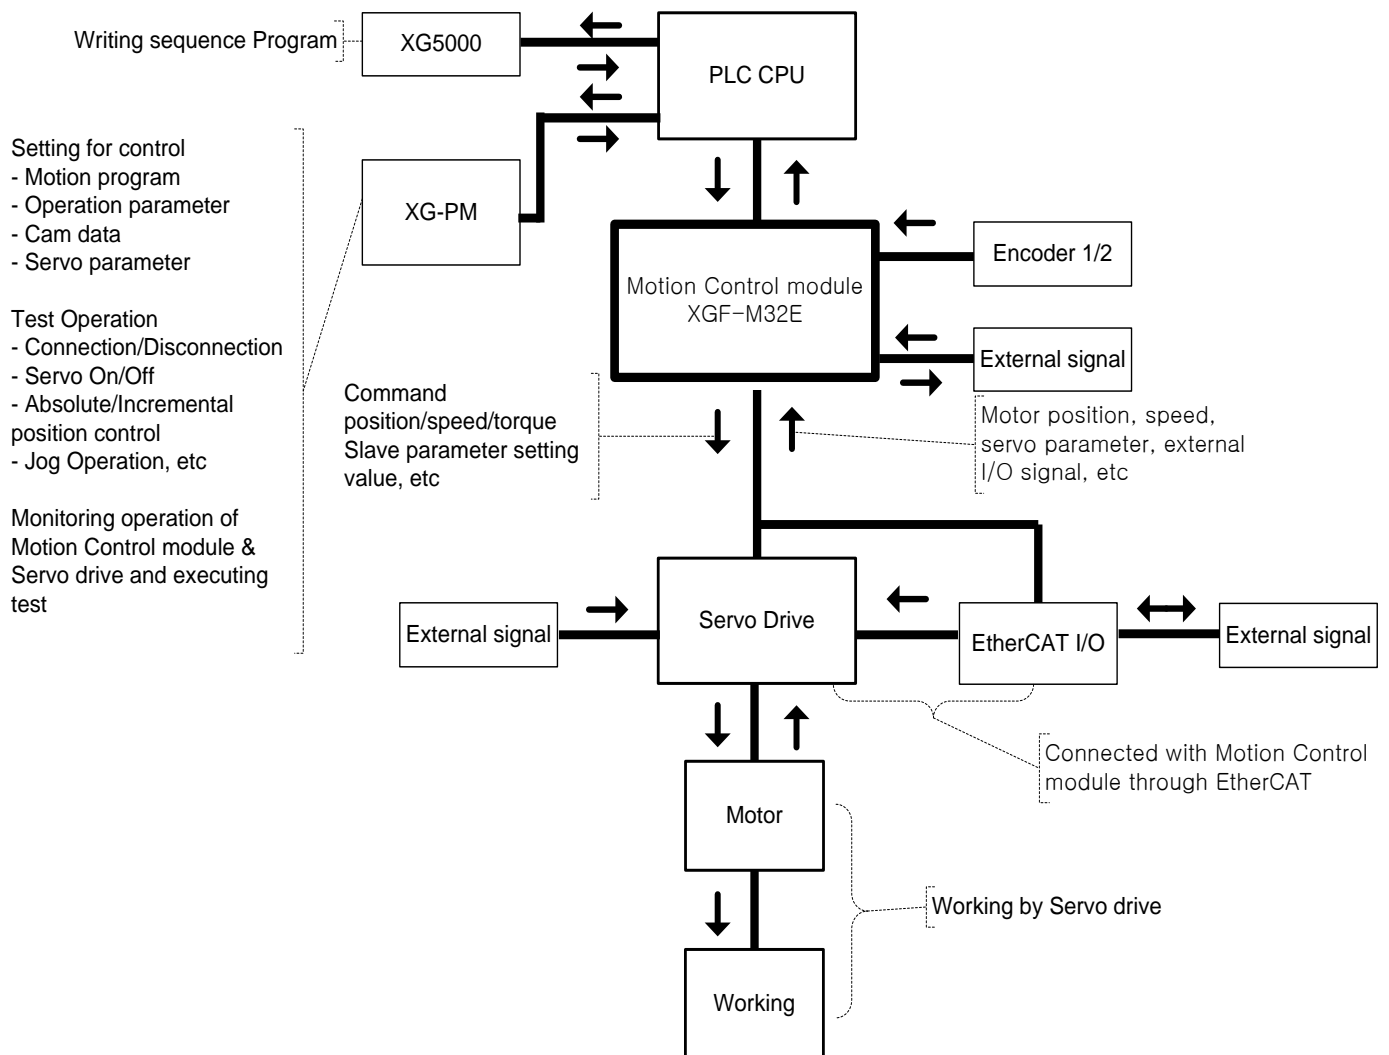 Writing sequence Program
XG5000
PLC CPU
Setting for control
- Motion program
- Operation parameter
- Cam data
- Servo parameter
Test Operation
- Connection/Disconnection
- Servo On/Off
- Absolute/Incremental
position control
- Jog Operation, etc
Monitoring operation of
Motion Control module &
Servo drive and executing
test
XG-PM
Motion Control module
XGF-M32E
Encoder 1/2
External signal
Command
position/speed/torque
Slave parameter setting
value, etc
Motor position, speed,
servo parameter, external
I/O signal, etc
External signal
Servo Drive
EtherCAT I/O
External signal
Connected with Motion Control
module through EtherCAT
Motor
Working by Servo drive
Working